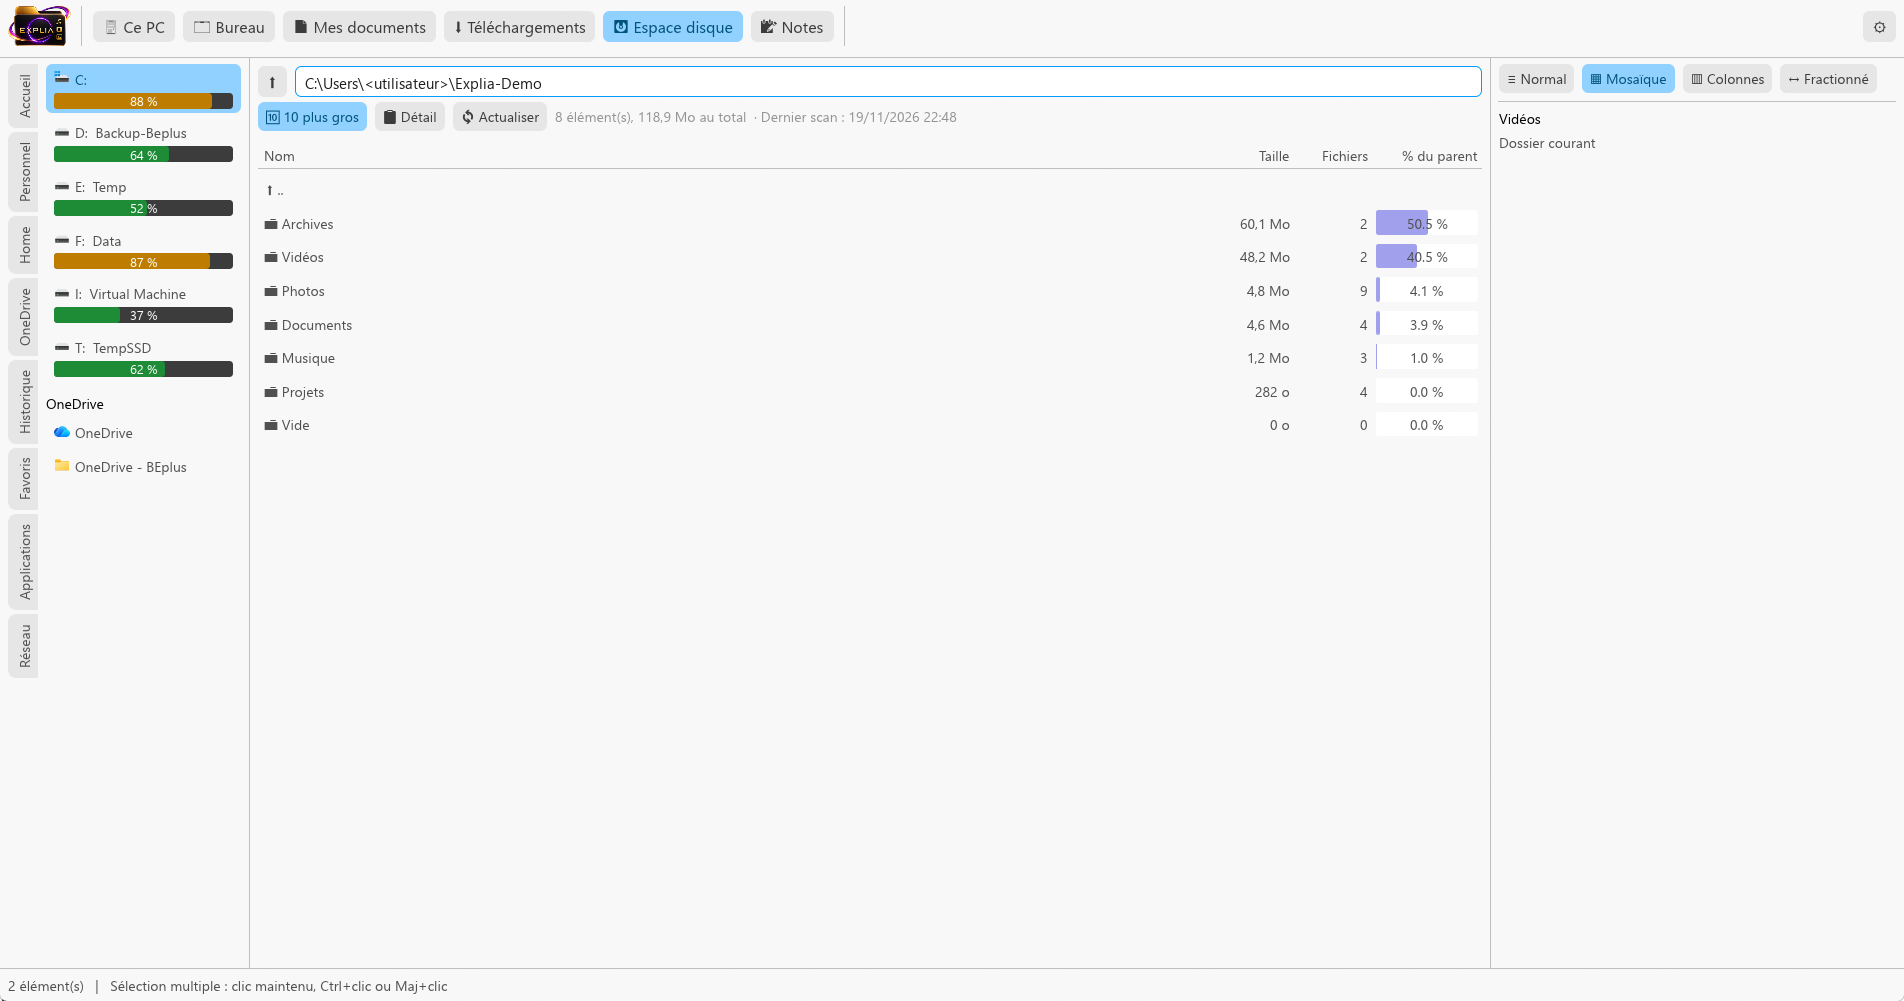 EXPLIA
Ce PC
Bureau
Mes documents
Téléchargements
Espace disque
Notes
Accueil
Personnel
Home
OneDrive
Historique
Favoris
Applications
Réseau
C:
88 %
D: Backup-Beplus
64 %
E: Temp
52 %
F: Data
87 %
I: Virtual Machine
37 %
T: TempSSD
62 %
OneDrive
OneDrive
OneDrive - BEplus
C:\Users\<utilisateur>\Explia-Demo
10 10 plus gros
Détail
Actualiser
8 élément(s), 118,9 Mo au total · Dernier scan : 19/11/2026 22:48
Nom Taille Fichiers % du parent
..
Archives 60,1 Mo 2 50.5 %
Vidéos 48,2 Mo 2 40.5 %
Photos 4,8 Mo 9 4.1 %
Documents 4,6 Mo 4 3.9 %
Musique 1,2 Mo 3 1.0 %
Projets 282 o 4 0.0 %
Vide 0 o 0 0.0 %
Normal
Mosaïque
Colonnes
Fractionné
Vidéos
Dossier courant
2 élément(s) | Sélection multiple : clic maintenu, Ctrl+clic ou Maj+clic